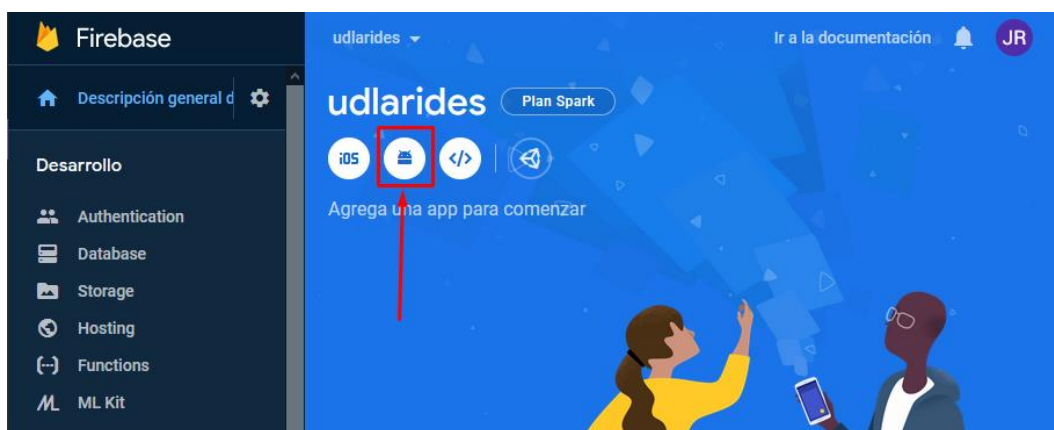 Firebase
Descripción general d
Desarrollo
Authentication
Database
Storage
Hosting
Functions
ML Kit
udlarides
Ir a la documentación
JR
udlarides
Plan Spark
iOS
</>
Agrega una app para comenzar